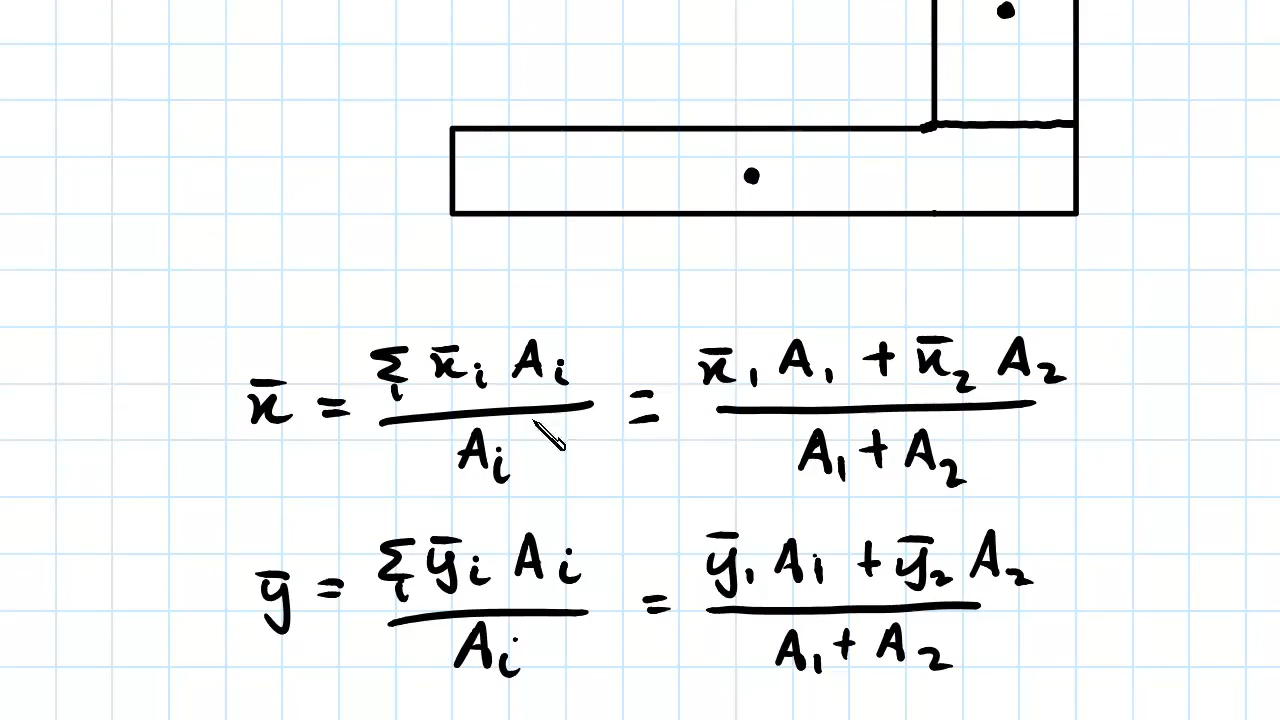 x̄ = Σᵢ x̄ᵢ Aᵢ / Aᵢ = x̄₁ A₁ + x̄₂ A₂ / A₁ + A₂
ȳ = Σᵢ ȳᵢ Aᵢ / Aᵢ = ȳ₁ A₁ + ȳ₂ A₂ / A₁ + A₂